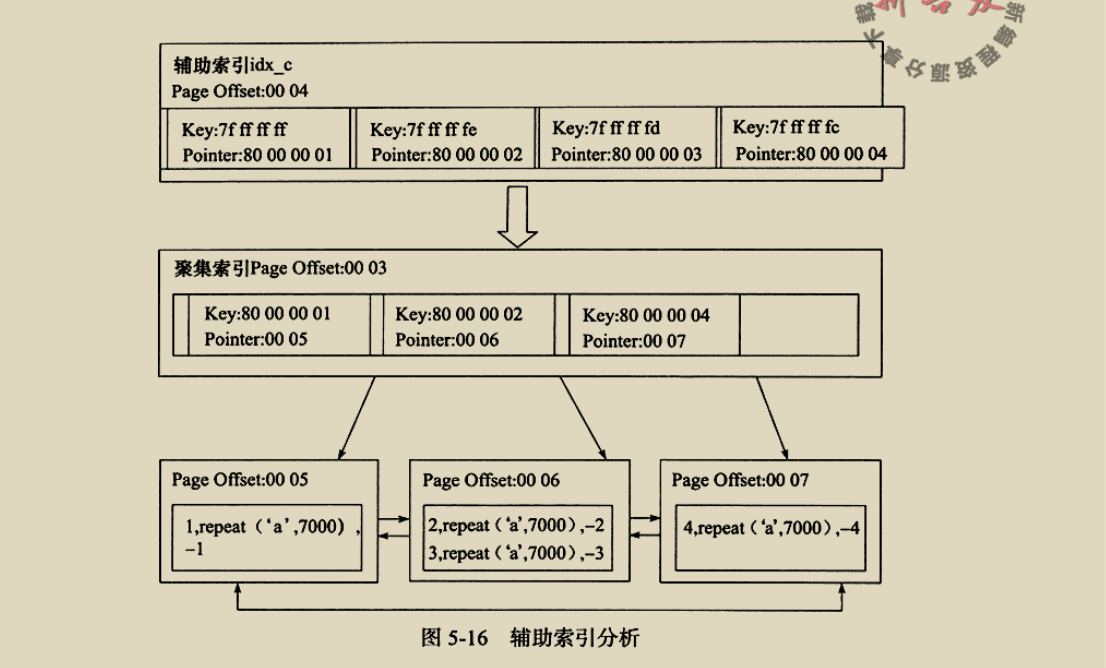 辅助索引idx_c
Page Offset:00 04
Key:7f ff ff ff
Pointer:80 00 00 01
Key:7f ff ff fe
Pointer:80 00 00 02
Key:7f ff ff fd
Pointer:80 00 00 03
Key:7f ff ff fc
Pointer:80 00 00 04
聚集索引Page Offset:00 03
Key:80 00 00 01
Pointer:00 05
Key:80 00 00 02
Pointer:00 06
Key:80 00 00 04
Pointer:00 07
Page Offset:00 05
1,repeat（‘a’,7000）,
–1
Page Offset:00 06
2,repeat（‘a’,7000）,–2
3,repeat（‘a’,7000）,–3
Page Offset:00 07
4,repeat（‘a’,7000）,–4
图 5-16 辅助索引分析